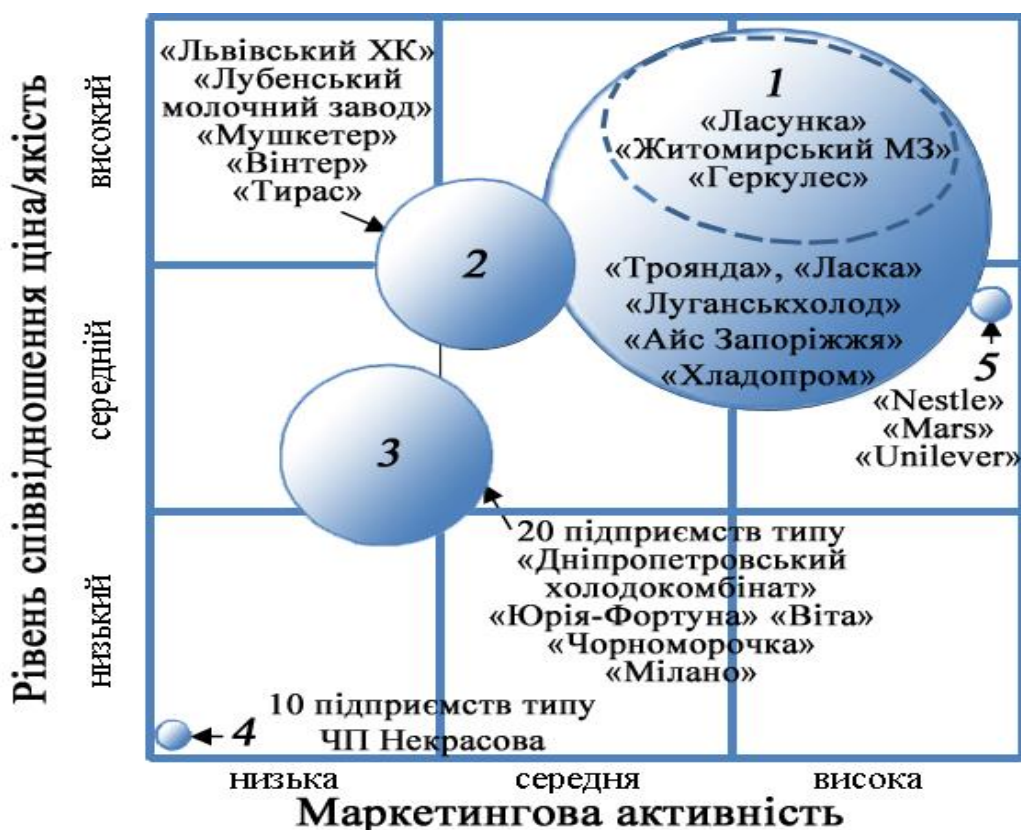 Рівень співвідношення ціна/якість
високий
середній
низький
«Львівський ХК»
«Лубенський
молочний завод»
«Мушкетер»
«Вінтер»
«Тирас»
1
«Ласунка»
«Житомирський МЗ»
«Геркулес»
2
«Троянда», «Ласка»
«Луганськхолод»
«Айс Запоріжжя»
«Хладопром»
5
«Nestle»
«Mars»
«Unilever»
3
20 підприємств типу
«Дніпропетровський
холодокомбінат»
«Юрія-Фортуна» «Віта»
«Чорноморочка»
«Мілано»
4
10 підприємств типу
ЧП Некрасова
низька
середня
висока
Маркетингова активність